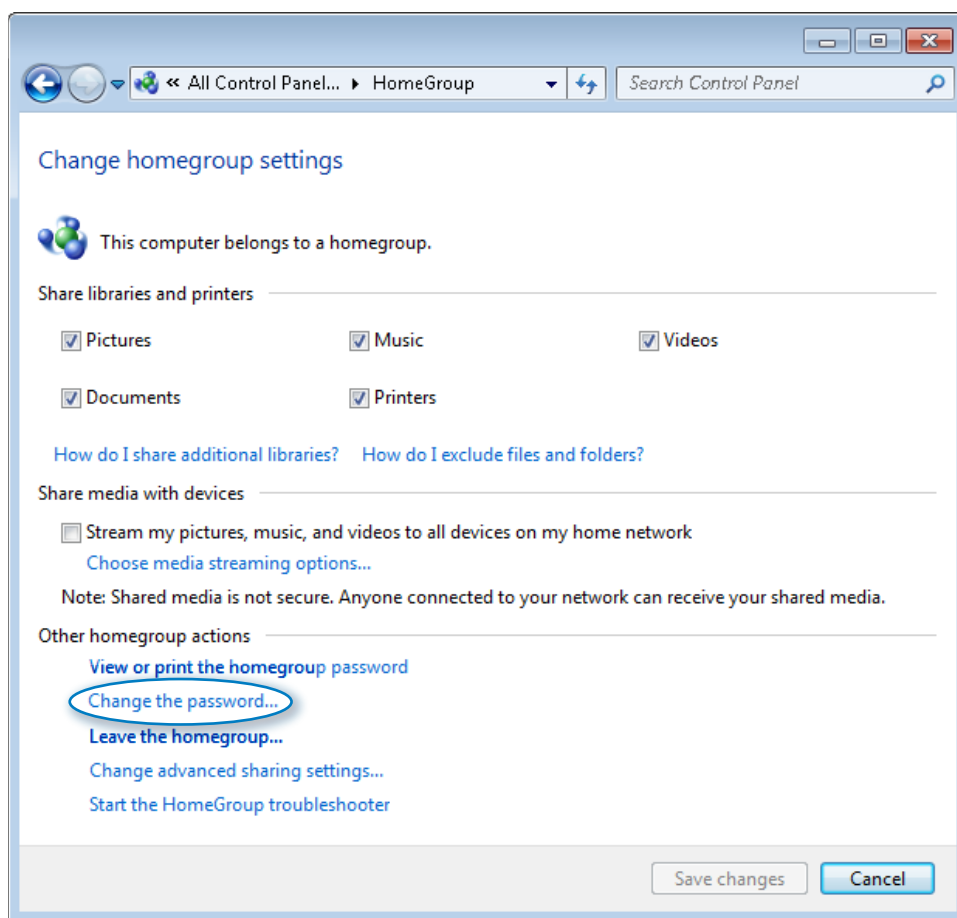 « All Control Panel... ▸ HomeGroup Search Control Panel
Change homegroup settings
This computer belongs to a homegroup.
Share libraries and printers
Pictures Music Videos
Documents Printers
How do I share additional libraries? How do I exclude files and folders?
Share media with devices
Stream my pictures, music, and videos to all devices on my home network
Choose media streaming options...
Note: Shared media is not secure. Anyone connected to your network can receive your shared media.
Other homegroup actions
View or print the homegroup password
Change the password...
Leave the homegroup...
Change advanced sharing settings...
Start the HomeGroup troubleshooter
Save changes Cancel